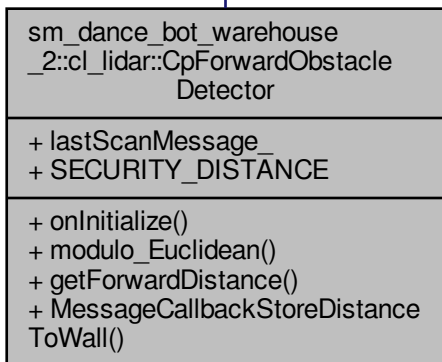 sm_dance_bot_warehouse
_2::cl_lidar::CpForwardObstacle
Detector
+ lastScanMessage_
+ SECURITY_DISTANCE
+ onInitialize()
+ modulo_Euclidean()
+ getForwardDistance()
+ MessageCallbackStoreDistance
ToWall()